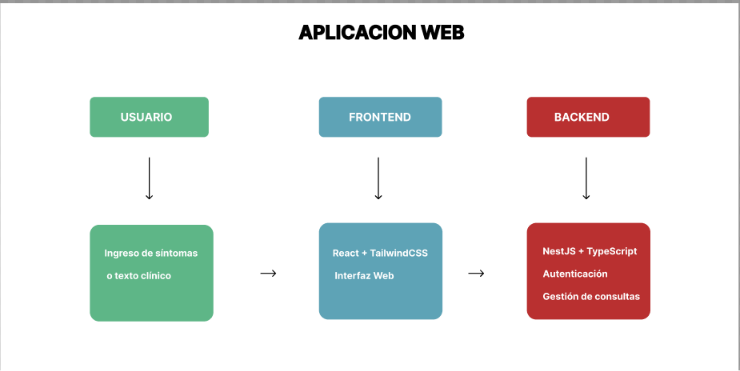 APLICACION WEB
USUARIO
FRONTEND
BACKEND
Ingreso de síntomas
o texto clínico
React + TailwindCSS
Interfaz Web
NestJS + TypeScript
Autenticación
Gestión de consultas